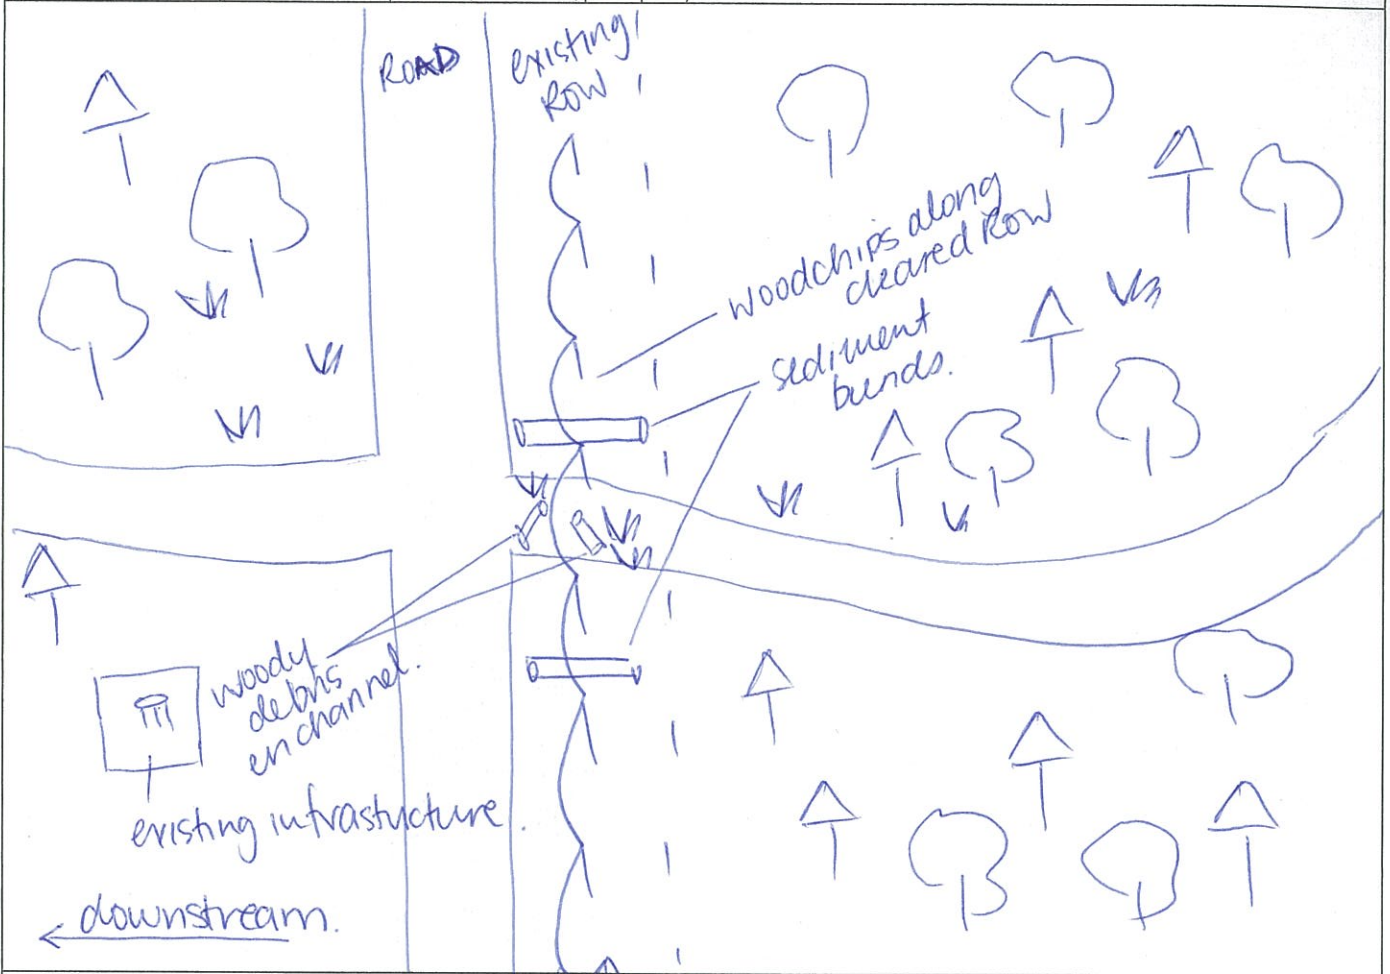 ROAD
existing
ROW
woodchips along
cleared ROW
sediment
bunds.
woody
debris
in channel.
existing infrastructure.
downstream.